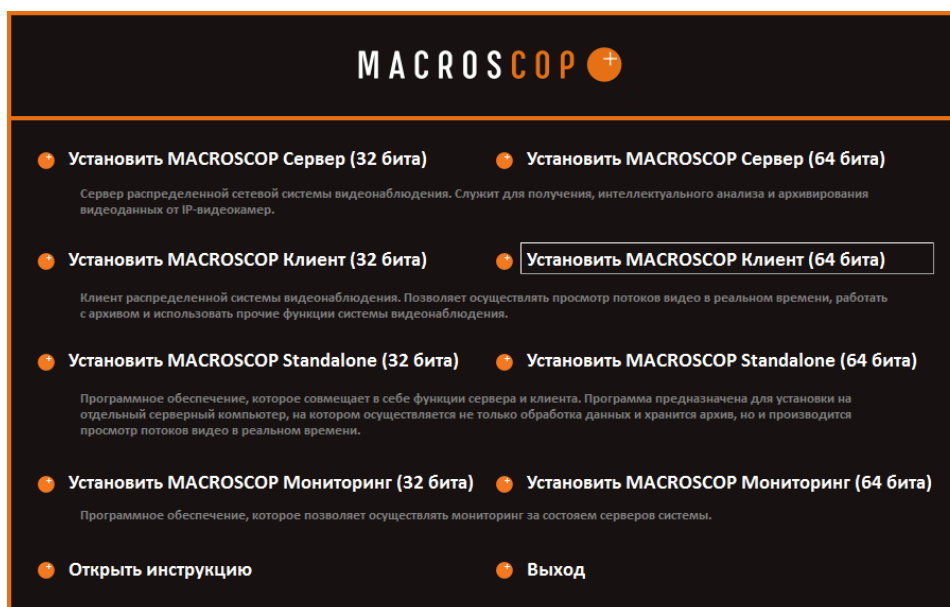 MACROSCOP
Установить MACROSCOP Сервер (32 бита)
Установить MACROSCOP Сервер (64 бита)
Сервер распределенной сетевой системы видеонаблюдения. Служит для получения, интеллектуального анализа и архивирования
видеоданных от IP-видеокамер.
Установить MACROSCOP Клиент (32 бита)
Установить MACROSCOP Клиент (64 бита)
Клиент распределенной системы видеонаблюдения. Позволяет осуществлять просмотр потоков видео в реальном времени, работать
с архивом и использовать прочие функции системы видеонаблюдения.
Установить MACROSCOP Standalone (32 бита)
Установить MACROSCOP Standalone (64 бита)
Программное обеспечение, которое совмещает в себе функции сервера и клиента. Программа предназначена для установки на
отдельный серверный компьютер, на котором осуществляется не только обработка данных и хранится архив, но и производится
просмотр потоков видео в реальном времени.
Установить MACROSCOP Мониторинг (32 бита)
Установить MACROSCOP Мониторинг (64 бита)
Программное обеспечение, которое позволяет осуществлять мониторинг за состояем серверов системы.
Открыть инструкцию
Выход